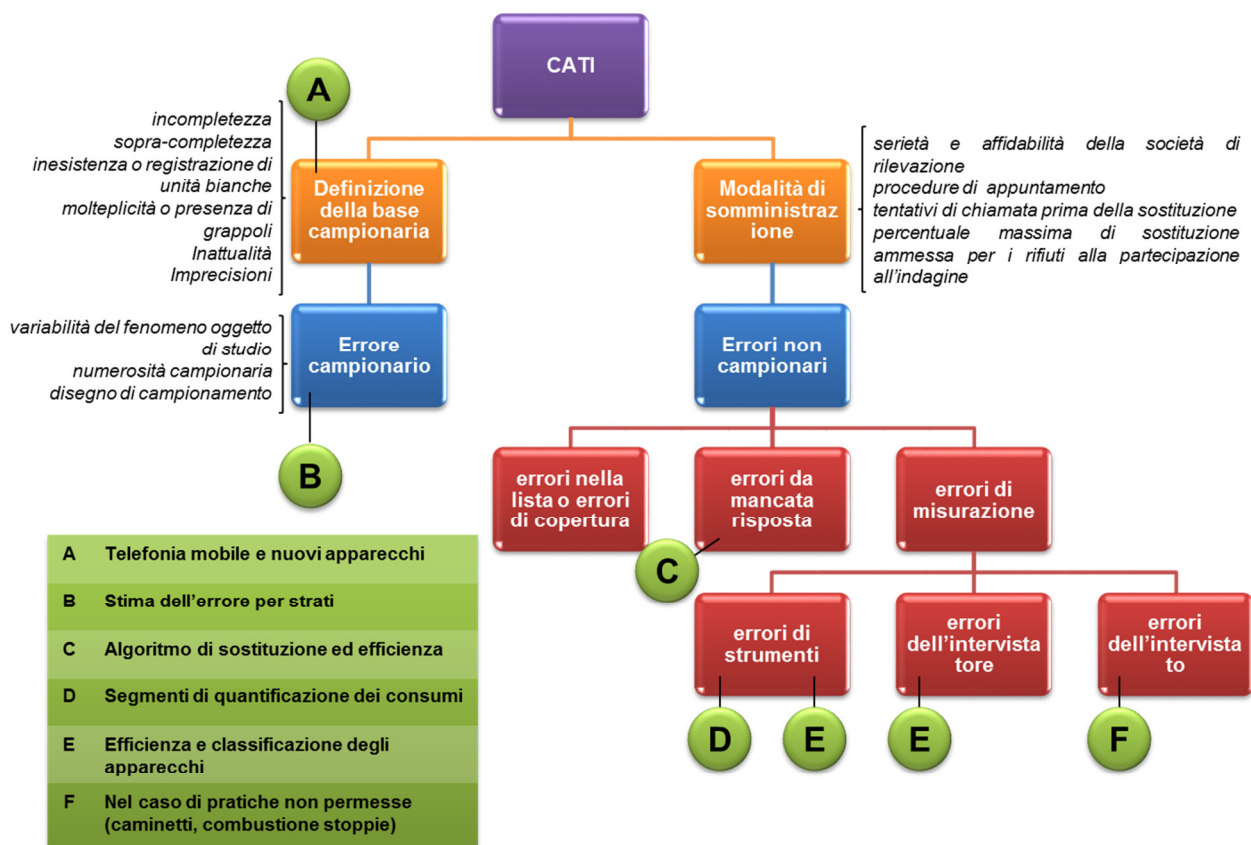 CATI
A
incompletezza
sopra-completezza
inesistenza o registrazione di
unità bianche
molteplicità o presenza di
grappoli
Inattualità
Imprecisioni
Definizione
della base
campionaria
Modalità di
somministraz
ione
serietà e affidabilità della società di
rilevazione
procedure di appuntamento
tentativi di chiamata prima della sostituzione
percentuale massima di sostituzione
ammessa per i rifiuti alla partecipazione
all'indagine
variabilità del fenomeno oggetto
di studio
numerosità campionaria
disegno di campionamento
Errore
campionario
Errori non
campionari
B
errori nella
lista o errori
di copertura
errori da
mancata
risposta
errori di
misurazione
C
errori di
strumenti
errori
dell'intervista
tore
errori
dell'intervista
to
D
E
E
F
A Telefonia mobile e nuovi apparecchi
B Stima dell'errore per strati
C Algoritmo di sostituzione ed efficienza
D Segmenti di quantificazione dei consumi
E Efficienza e classificazione degli
apparecchi
F Nel caso di pratiche non permesse
(caminetti, combustione stoppie)